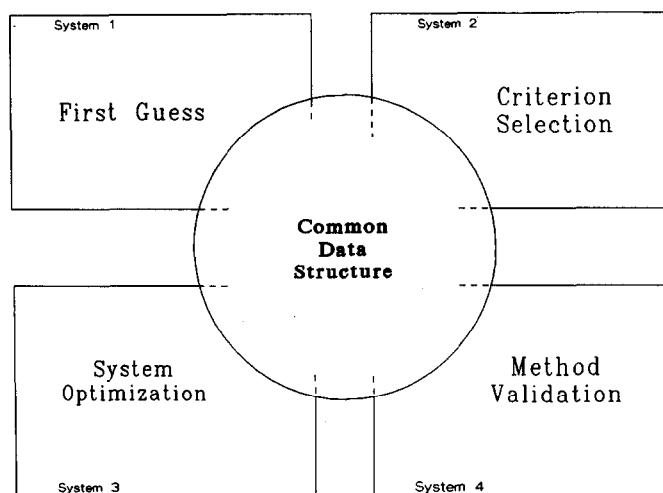 System 1
First Guess
System 2
Criterion
Selection
Common
Data
Structure
System
Optimization
System 3
Method
Validation
System 4